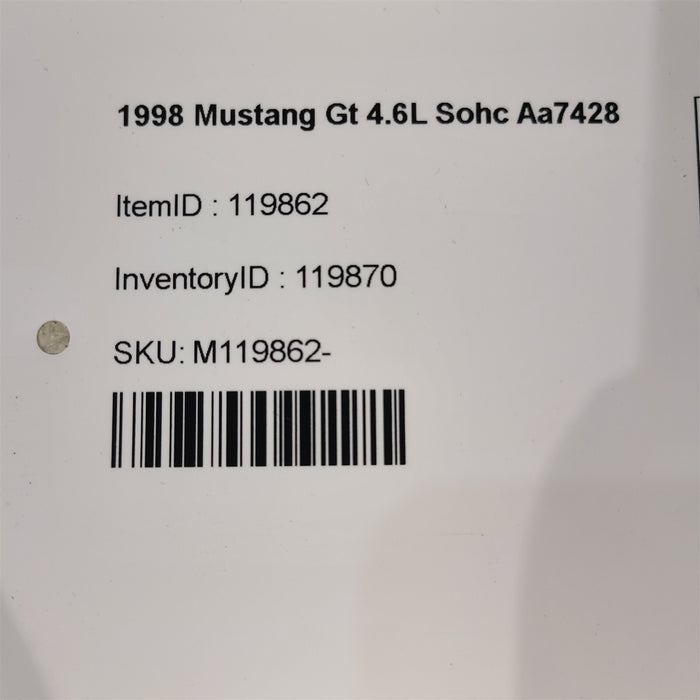 1998 Mustang Gt 4.6L Sohc Aa7428
ItemID : 119862
InventoryID : 119870
SKU: M119862-